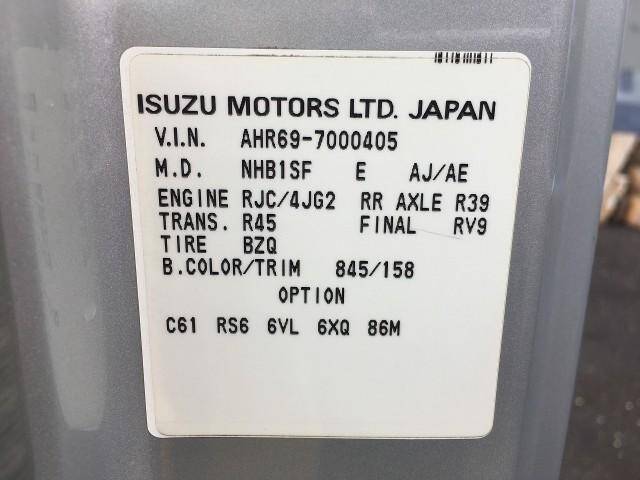 ISUZU MOTORS LTD. JAPAN
V.I.N. AHR69-7000405
M.D. NHB1SF E AJ/AE
ENGINE RJC/4JG2 RR AXLE R39
TRANS. R45 FINAL RV9
TIRE BZQ
B.COLOR/TRIM 845/158
OPTION
C61 RS6 6VL 6XQ 86M